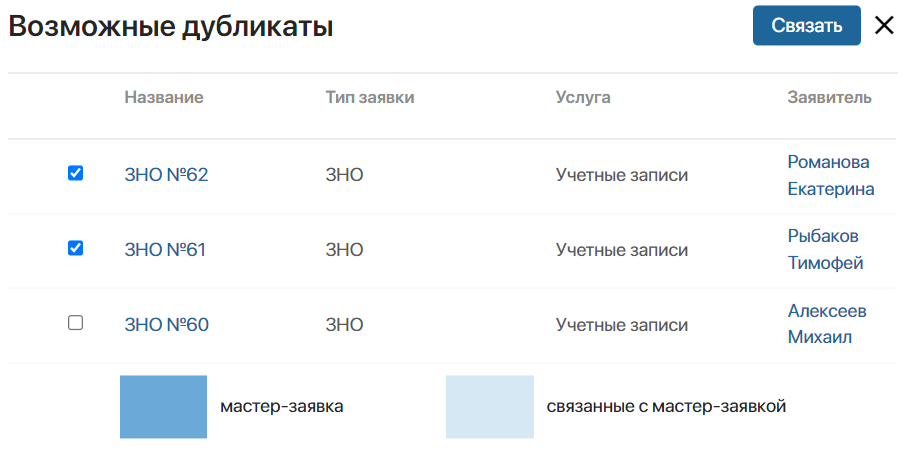 Возможные дубликаты
Связать
Название Тип заявки Услуга Заявитель
ЗНО №62 ЗНО Учетные записи Романова
Екатерина
ЗНО №61 ЗНО Учетные записи Рыбаков
Тимофей
ЗНО №60 ЗНО Учетные записи Алексеев
Михаил
мастер-заявка связанные с мастер-заявкой